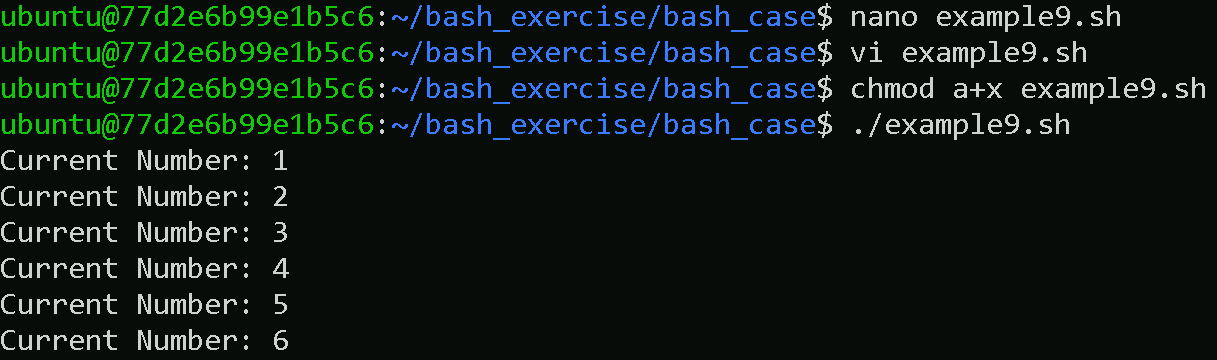 ubuntu@77d2e6b99e1b5c6:~/bash_exercise/bash_case$ nano example9.sh
ubuntu@77d2e6b99e1b5c6:~/bash_exercise/bash_case$ vi example9.sh
ubuntu@77d2e6b99e1b5c6:~/bash_exercise/bash_case$ chmod a+x example9.sh
ubuntu@77d2e6b99e1b5c6:~/bash_exercise/bash_case$ ./example9.sh
Current Number: 1
Current Number: 2
Current Number: 3
Current Number: 4
Current Number: 5
Current Number: 6